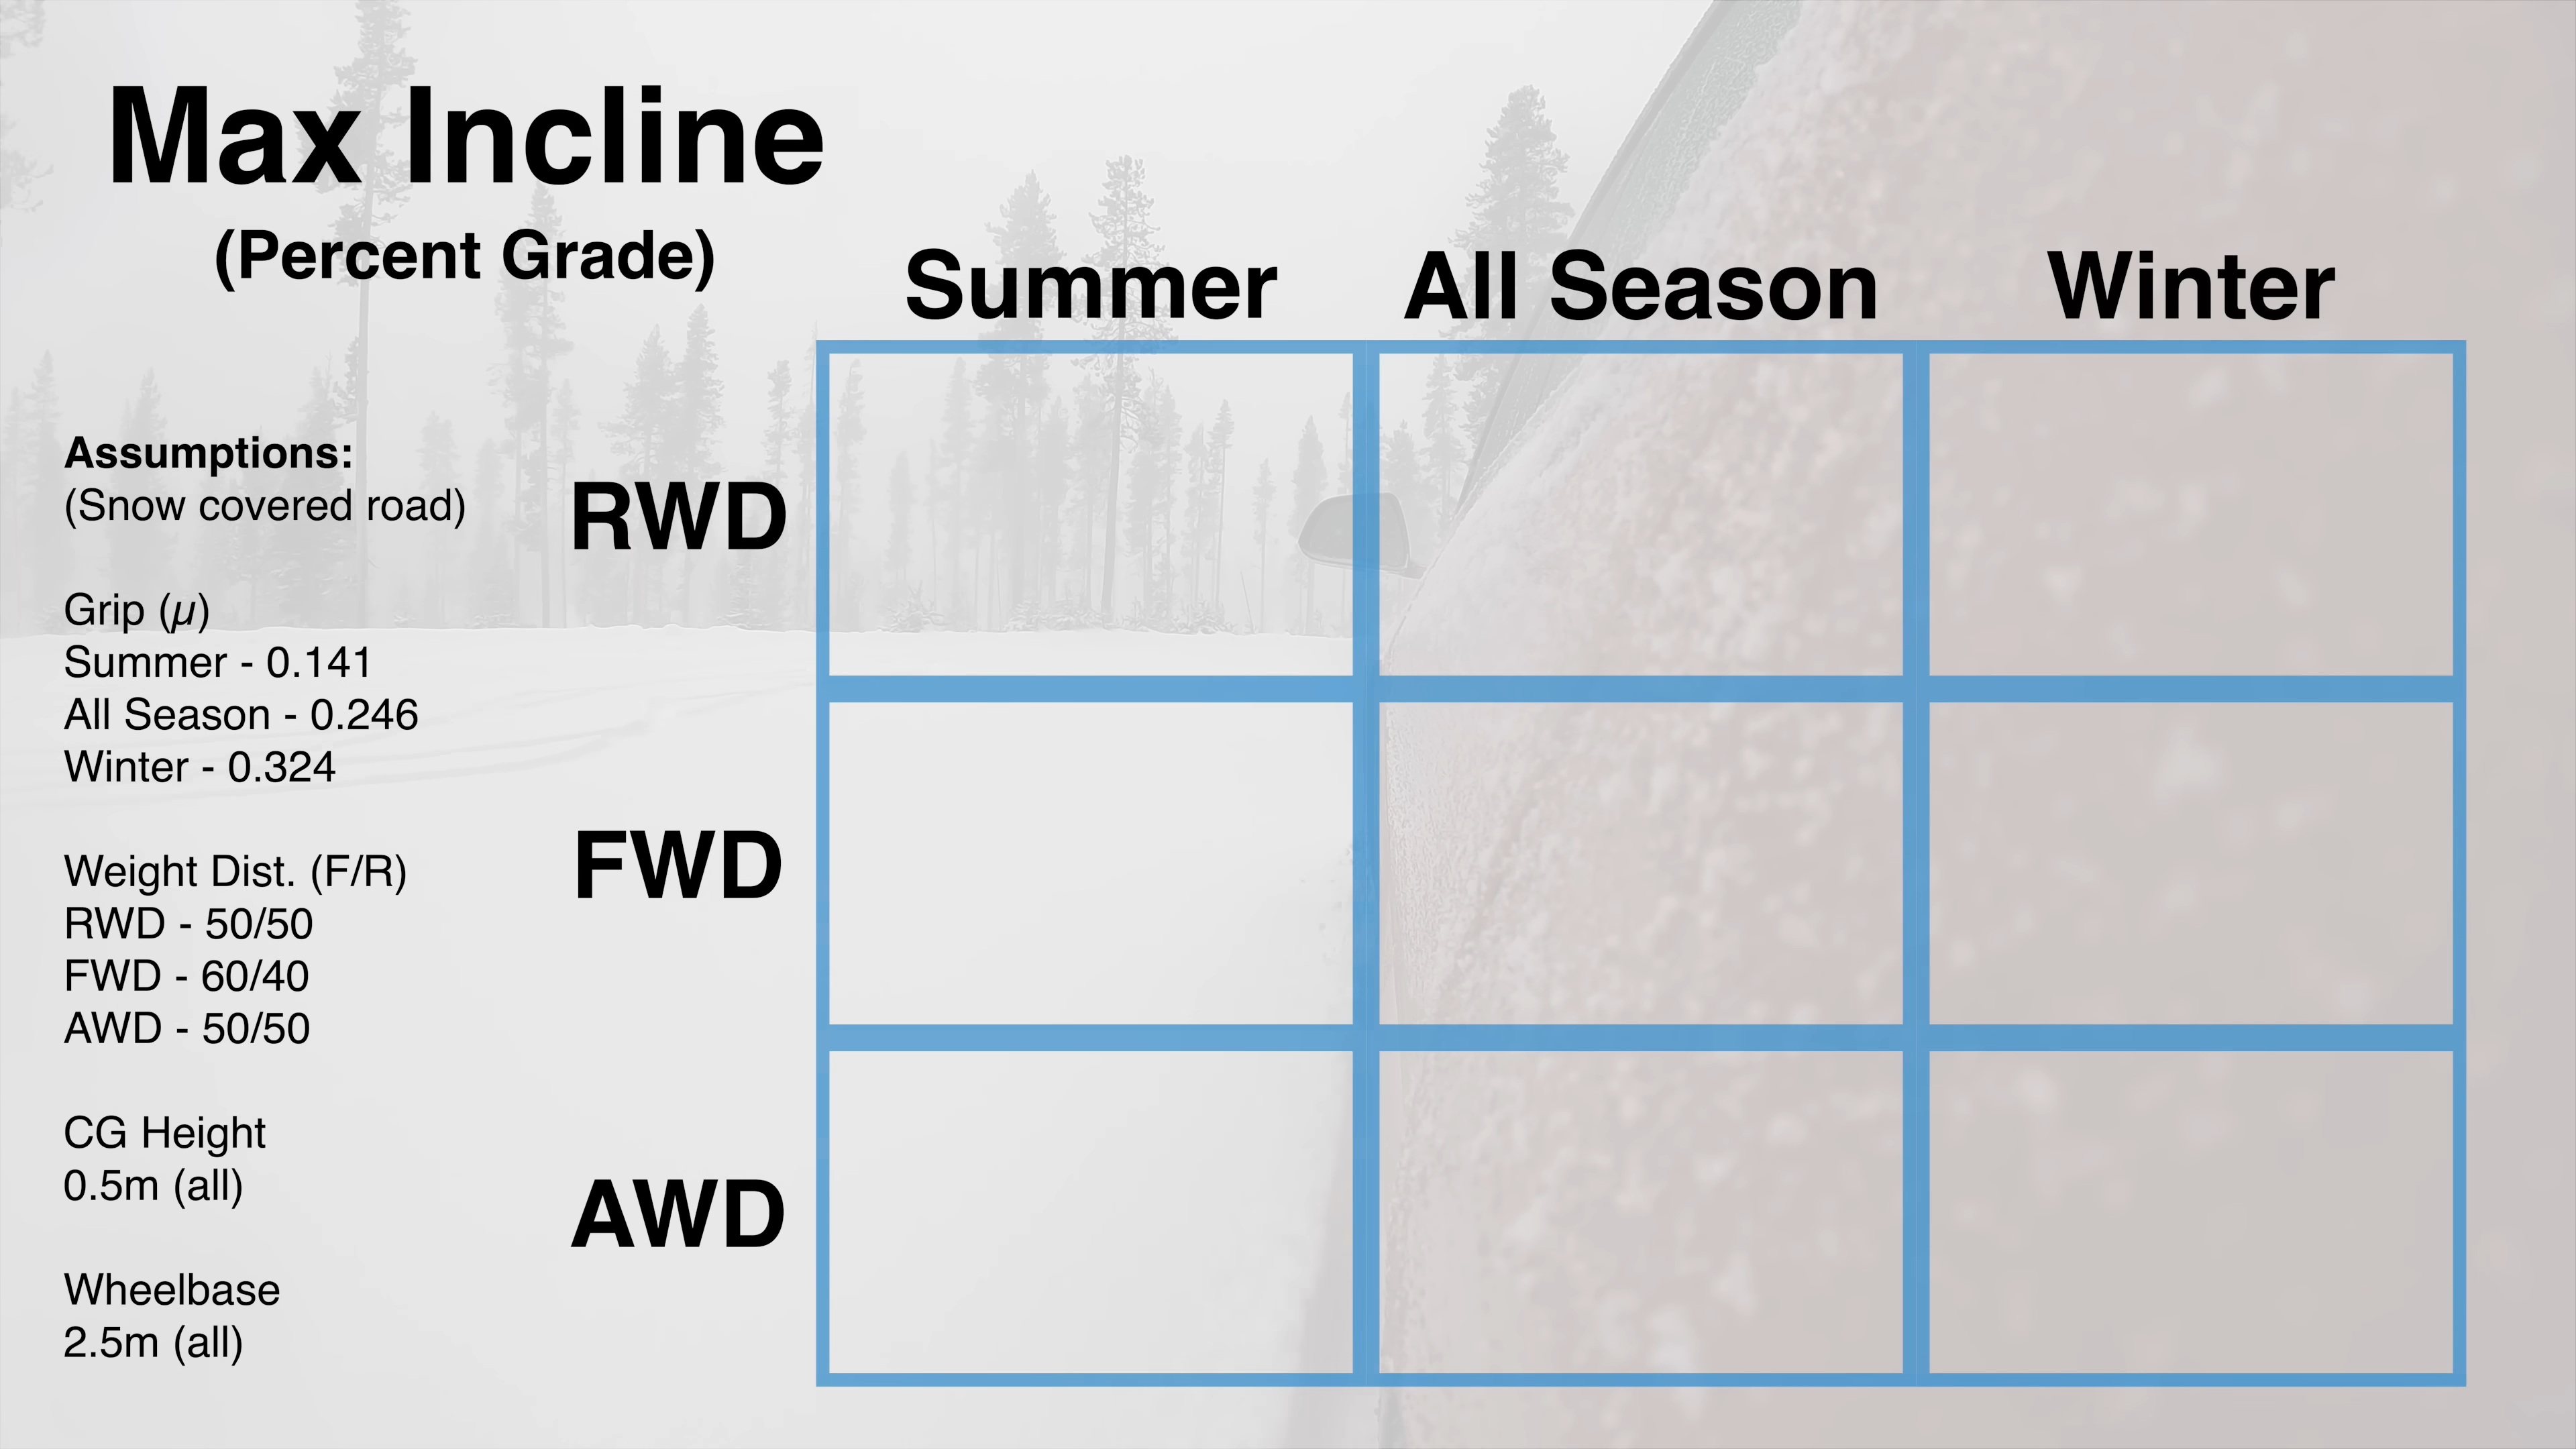 Max Incline
(Percent Grade)
Summer
All Season
Winter
Assumptions:
(Snow covered road)
RWD
Grip (μ)
Summer - 0.141
All Season - 0.246
Winter - 0.324
FWD
Weight Dist. (F/R)
RWD - 50/50
FWD - 60/40
AWD - 50/50
CG Height
0.5m (all)
AWD
Wheelbase
2.5m (all)